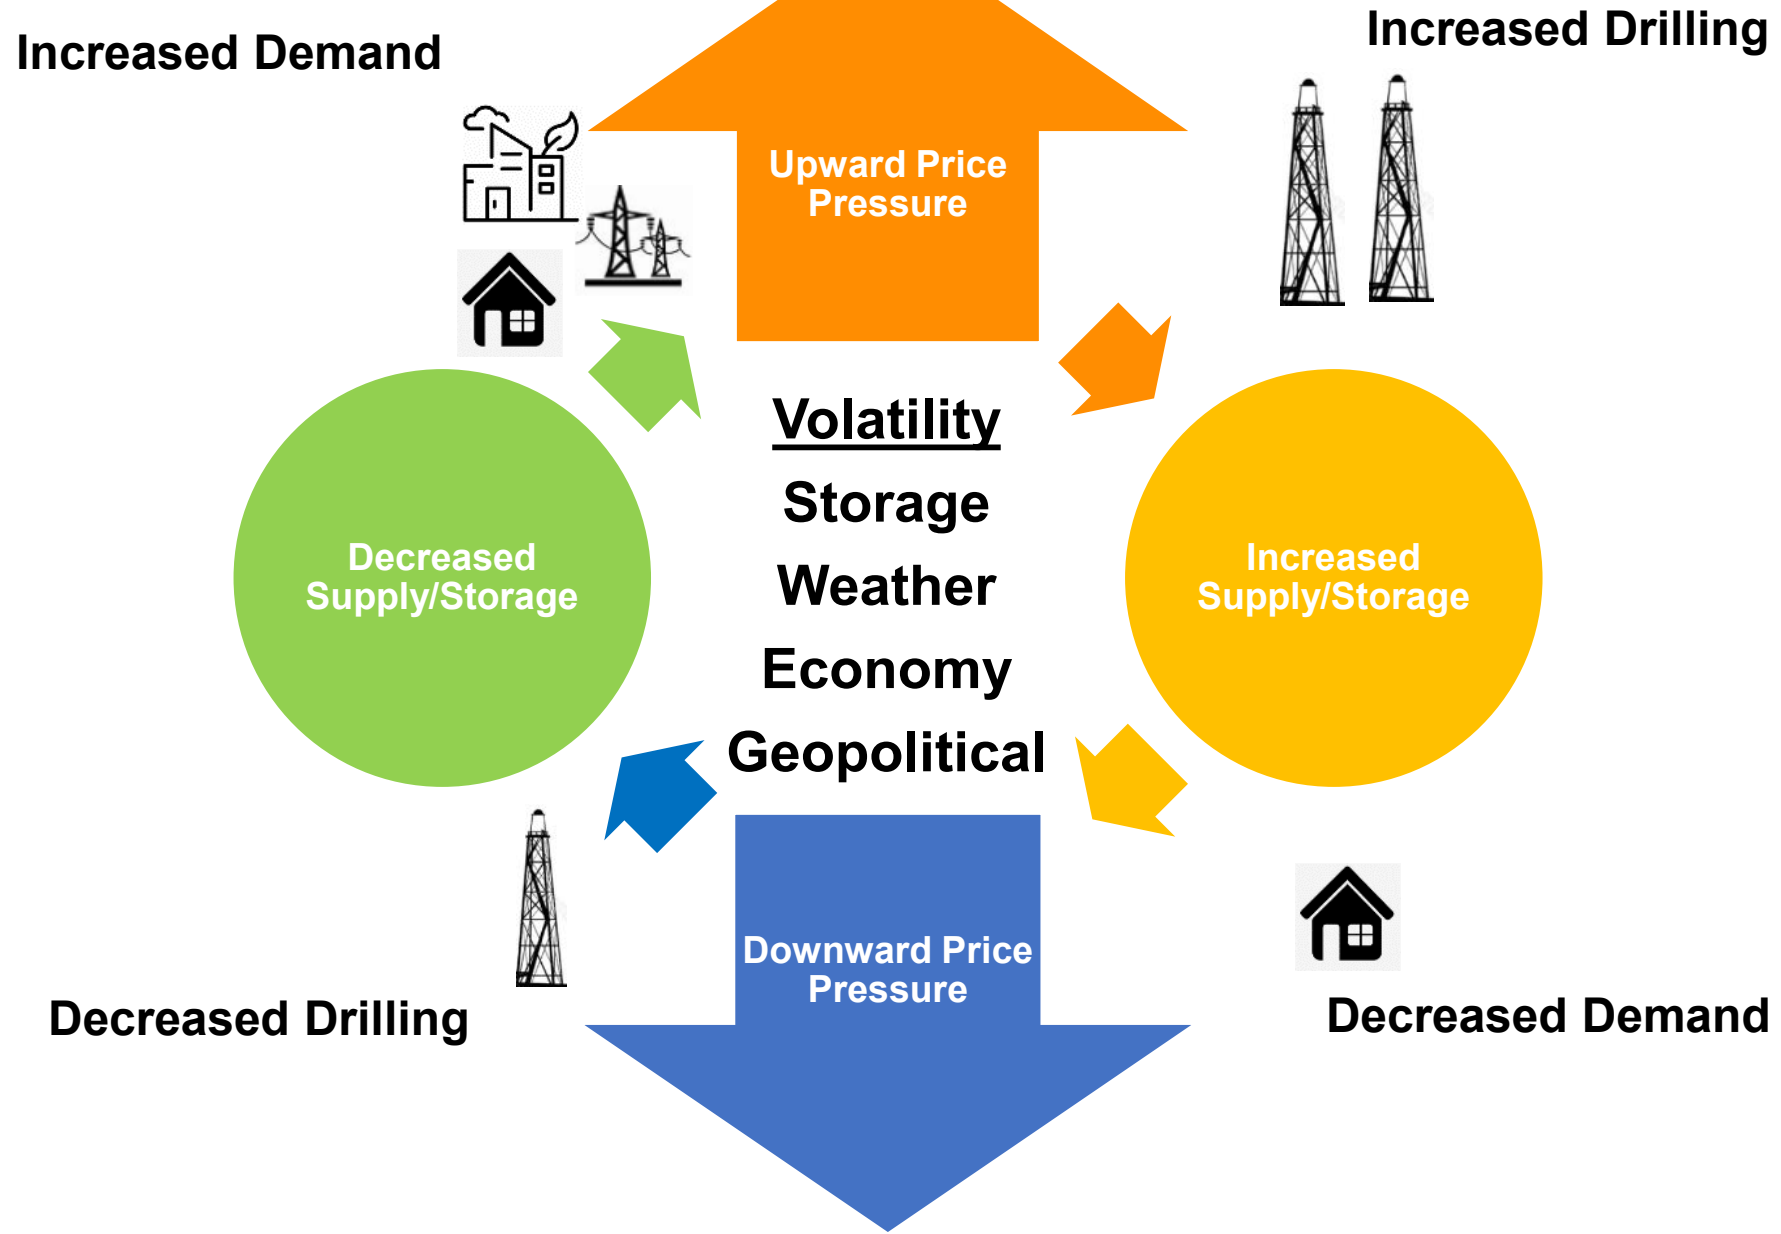 Increased Demand
Increased Drilling
Upward Price
Pressure
Volatility
Storage
Weather
Economy
Geopolitical
Decreased
Supply/Storage
Increased
Supply/Storage
Downward Price
Pressure
Decreased Drilling
Decreased Demand